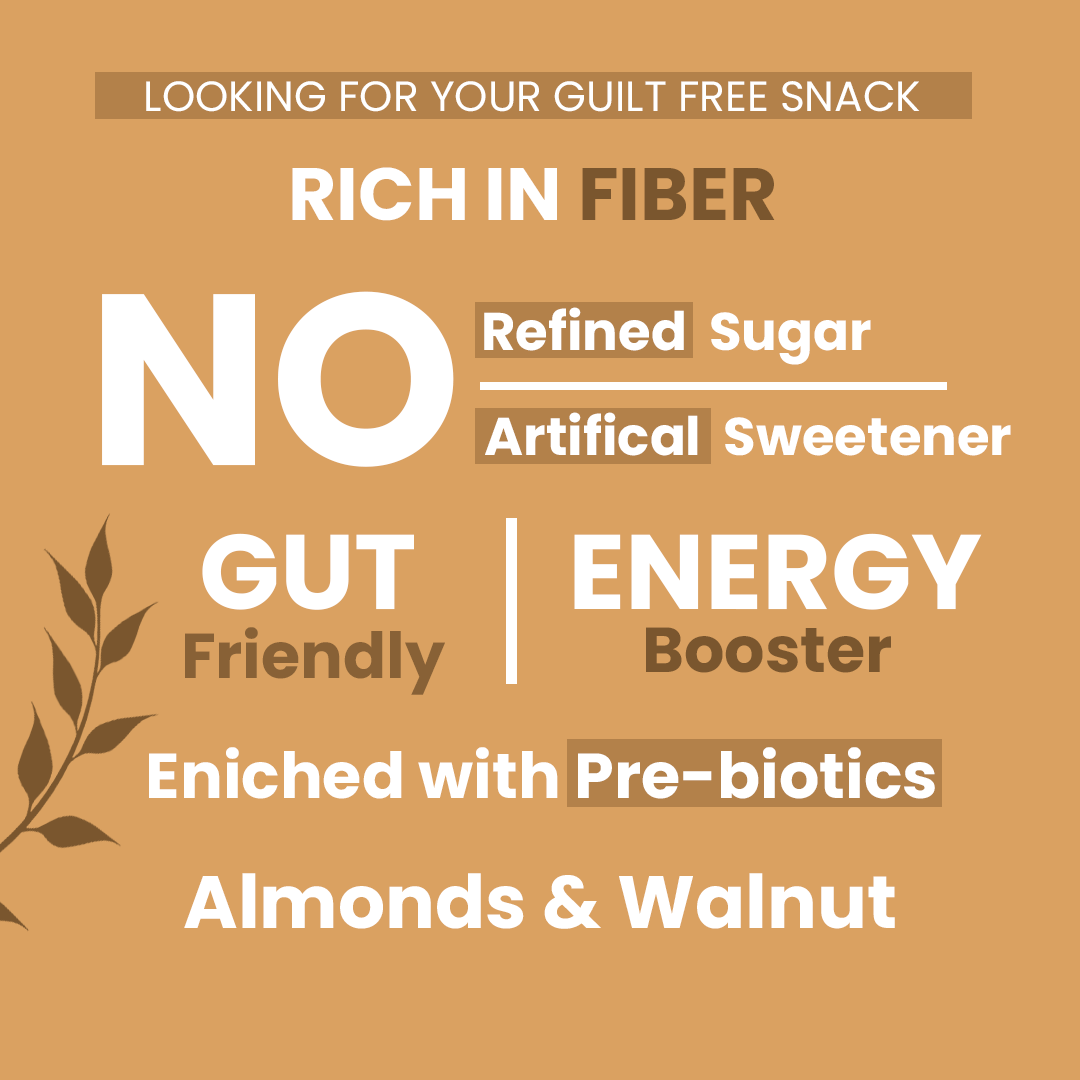 LOOKING FOR YOUR GUILT FREE SNACK
RICH IN FIBER
NO
Refined Sugar
Artifical Sweetener
GUT
Friendly
ENERGY
Booster
Eniched with Pre-biotics
Almonds & Walnut